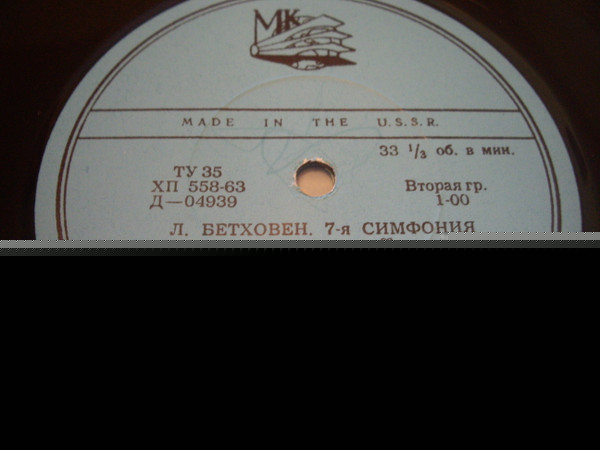 МК
MADE IN THE U.S.S.R.
33 1/3 об. в мин.
ТУ 35
ХП 558-63
Д—04939
Вторая гр.
1-00
Л. БЕТХОВЕН. 7-я СИМФОНИЯ